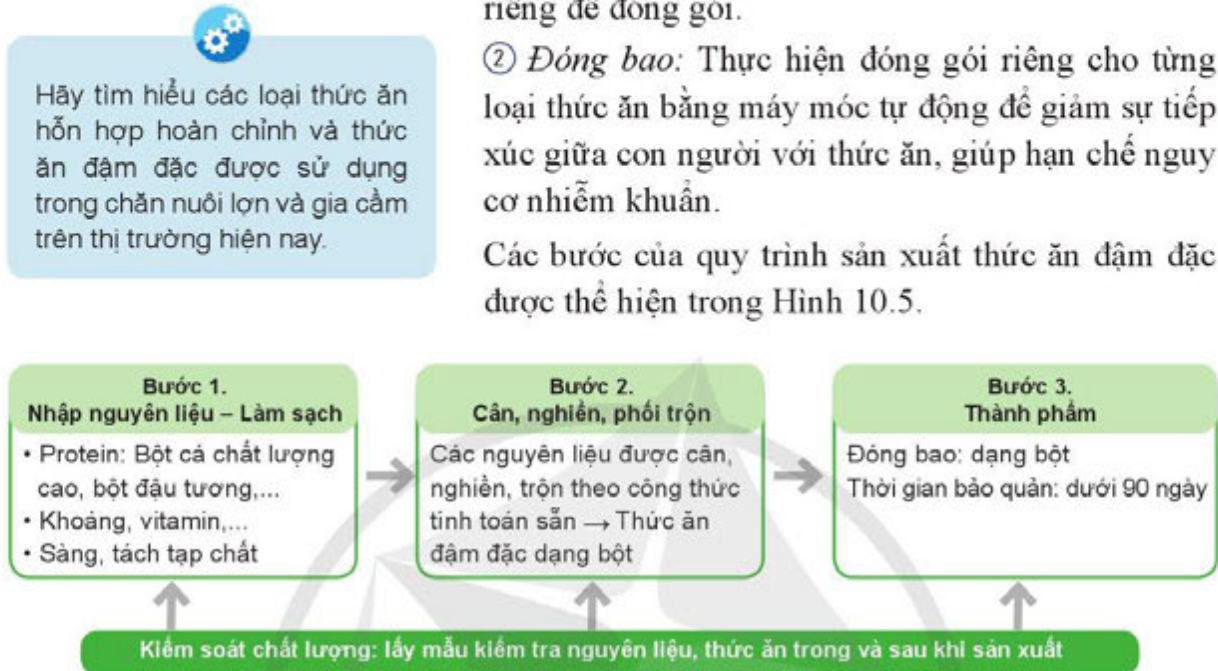 riêng để đóng gói.
② Đóng bao: Thực hiện đóng gói riêng cho từng
loại thức ăn bằng máy móc tự động để giảm sự tiếp
xúc giữa con người với thức ăn, giúp hạn chế nguy
cơ nhiễm khuẩn.
Các bước của quy trình sản xuất thức ăn đậm đặc
được thể hiện trong Hình 10.5.
Hãy tìm hiểu các loại thức ăn
hỗn hợp hoàn chỉnh và thức
ăn đậm đặc được sử dụng
trong chăn nuôi lợn và gia cầm
trên thị trường hiện nay.
Bước 1.
Nhập nguyên liệu – Làm sạch
• Protein: Bột cá chất lượng
cao, bột đậu tương,...
• Khoáng, vitamin,...
• Sàng, tách tạp chất
Bước 2.
Cân, nghiền, phối trộn
Các nguyên liệu được cân,
nghiền, trộn theo công thức
tính toán sẵn → Thức ăn
đậm đặc dạng bột
Bước 3.
Thành phẩm
Đóng bao: dạng bột
Thời gian bảo quản: dưới 90 ngày
Kiểm soát chất lượng: lấy mẫu kiểm tra nguyên liệu, thức ăn trong và sau khi sản xuất